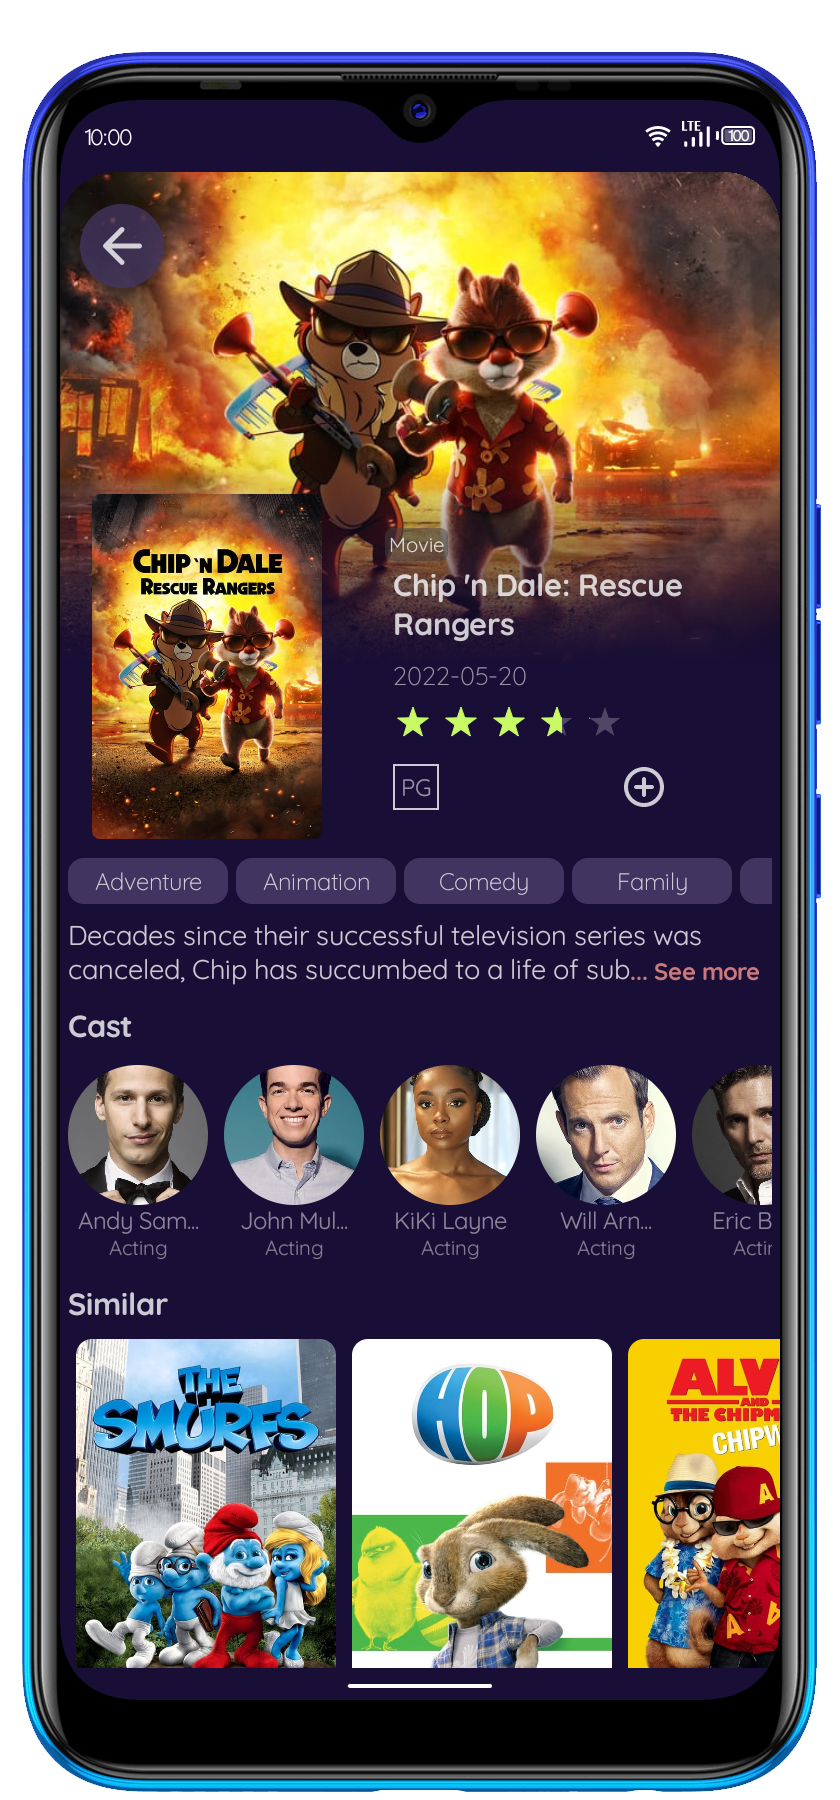 10:00
LTE
100
CHIP 'N DALE
RESCUE RANGERS
Movie
Chip 'n Dale: Rescue
Rangers
2022-05-20
PG
Adventure
Animation
Comedy
Family
Decades since their successful television series was
canceled, Chip has succumbed to a life of sub... See more
Cast
Andy Sam...
John Mul...
KiKi Layne
Will Arn...
Eric B
Acting
Acting
Acting
Acting
Actin
Similar
THE
SMURFS
HOP
ALV
AND
THE CHIPM
CHIPW
A
A
A